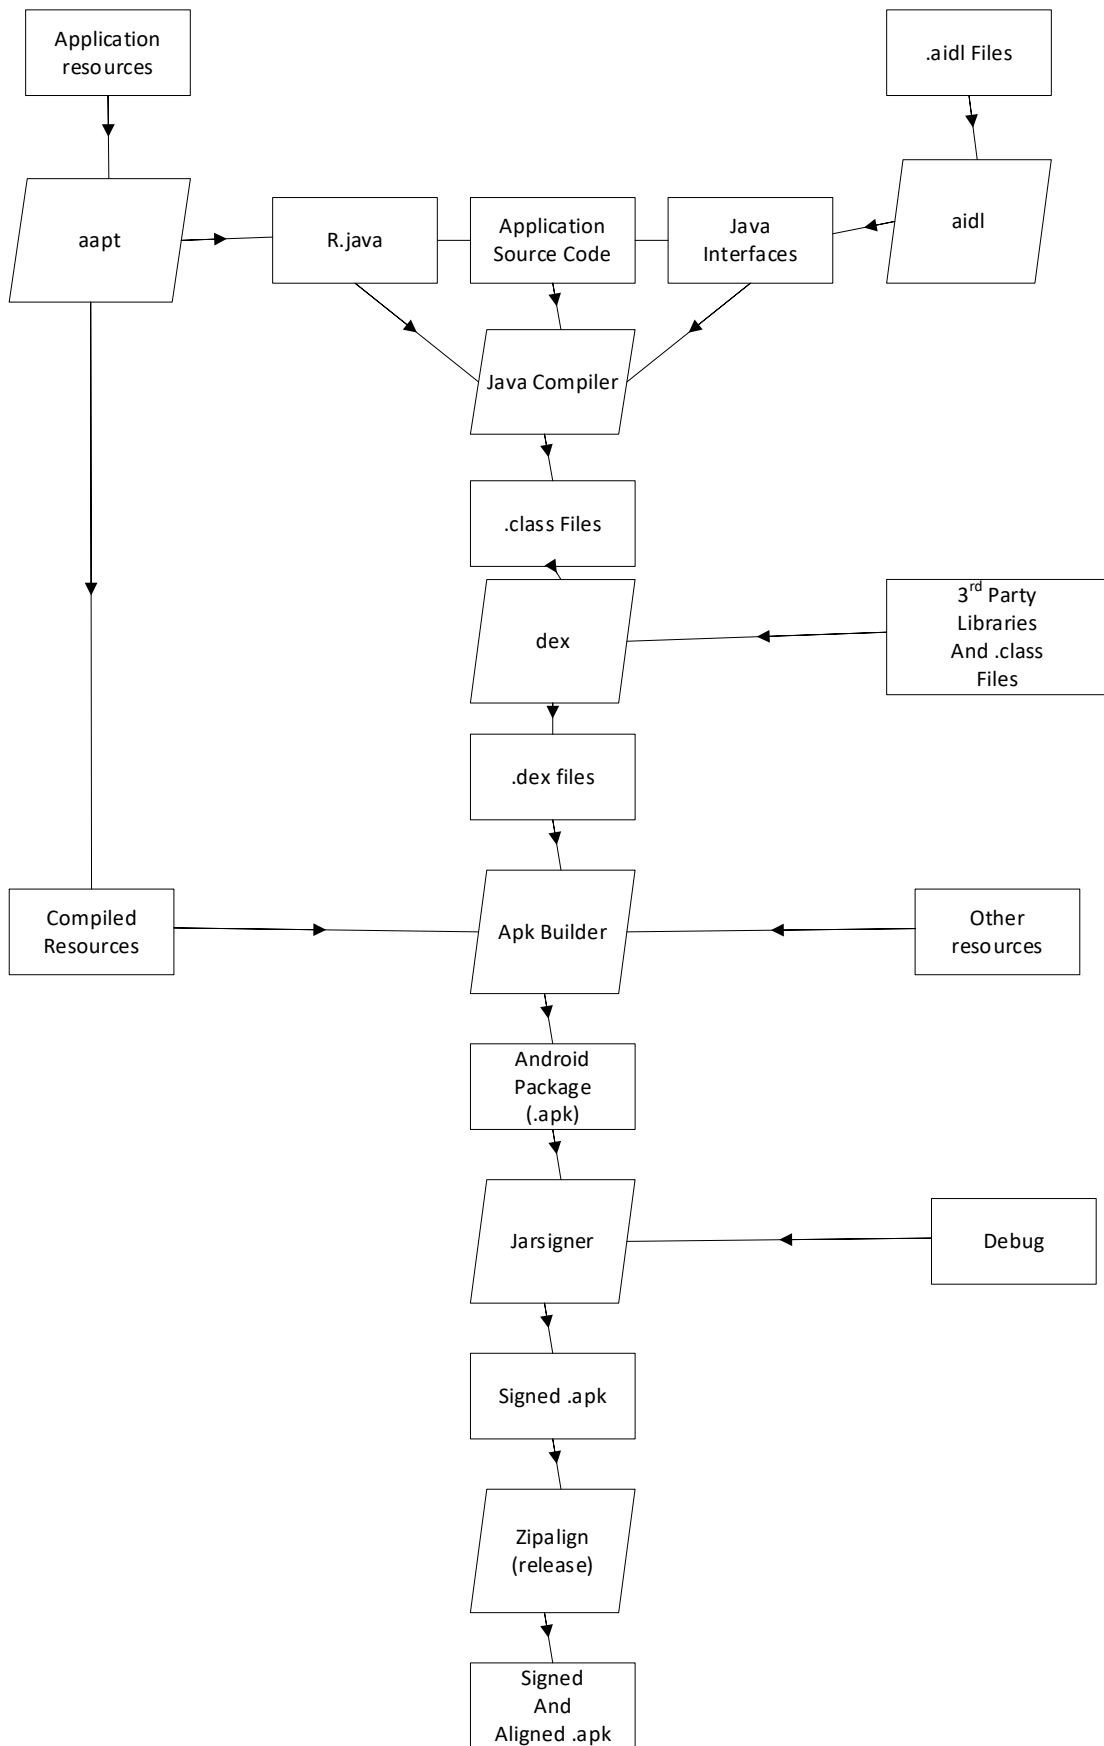 Application
resources
.aidl Files
aapt
R.java
Application
Source Code
Java
Interfaces
aidl
Java Compiler
.class Files
dex
3rd Party
Libraries
And .class
Files
.dex files
Compiled
Resources
Apk Builder
Other
resources
Android
Package
(.apk)
Jarsigner
Debug
Signed .apk
Zipalign
(release)
Signed
And
Aligned .apk